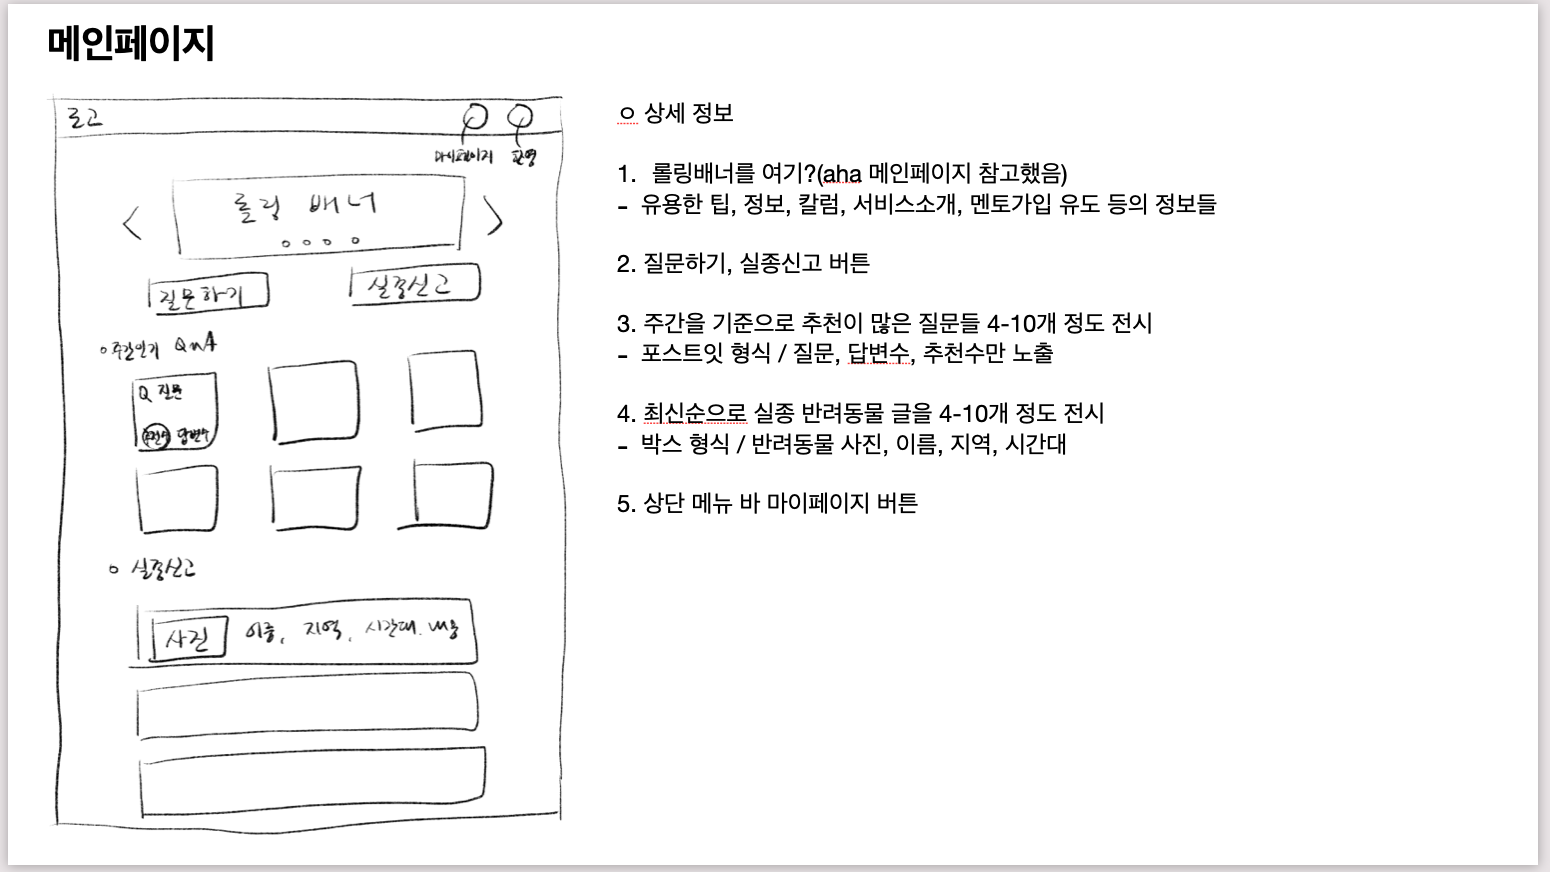 메인페이지
로고
마이페이지
롤링 배너
질문하기 실종신고
주간인기 QnA
Q 질문
추천수 답변수
실종신고
사진 이름, 지역, 시간대. 내용
ㅇ 상세 정보
1. 롤링배너를 여기?(aha 메인페이지 참고했음)
- 유용한 팁, 정보, 칼럼, 서비스소개, 멘토가입 유도 등의 정보들
2. 질문하기, 실종신고 버튼
3. 주간을 기준으로 추천이 많은 질문들 4-10개 정도 전시
- 포스트잇 형식 / 질문, 답변수, 추천수만 노출
4. 최신순으로 실종 반려동물 글을 4-10개 정도 전시
- 박스 형식 / 반려동물 사진, 이름, 지역, 시간대
5. 상단 메뉴 바 마이페이지 버튼